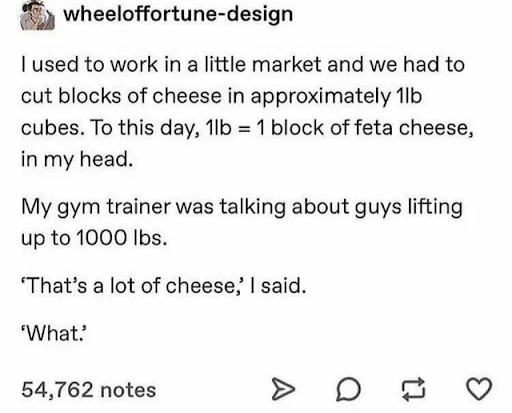 wheeloffortune-design
I used to work in a little market and we had to
cut blocks of cheese in approximately 1lb
cubes. To this day, 1lb = 1 block of feta cheese,
in my head.
My gym trainer was talking about guys lifting
up to 1000 lbs.
‘That’s a lot of cheese,’ I said.
‘What.’
54,762 notes